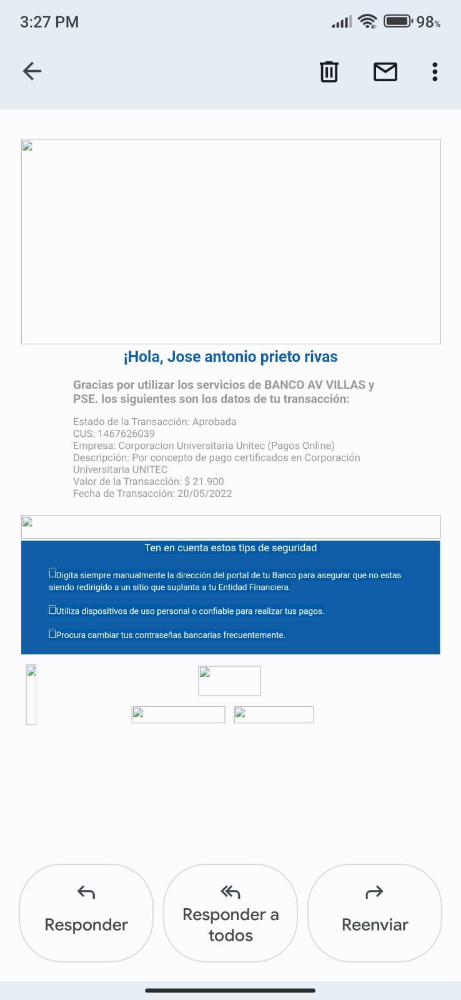 3:27 PM
98%
¡Hola, Jose antonio prieto rivas
Gracias por utilizar los servicios de BANCO AV VILLAS y
PSE. los siguientes son los datos de tu transacción:
Estado de la Transacción: Aprobada
CUS: 1467626039
Empresa: Corporacion Universitaria Unitec (Pagos Online)
Descripción: Por concepto de pago certificados en Corporación
Universitaria UNITEC
Valor de la Transacción: $ 21.900
Fecha de Transacción: 20/05/2022
Ten en cuenta estos tips de seguridad
Digita siempre manualmente la dirección del portal de tu Banco para asegurar que no estas
siendo redirigido a un sitio que suplanta a tu Entidad Financiera.
Utiliza dispositivos de uso personal o confiable para realizar tus pagos.
Procura cambiar tus contraseñas bancarias frecuentemente.
Responder
Responder a
todos
Reenviar